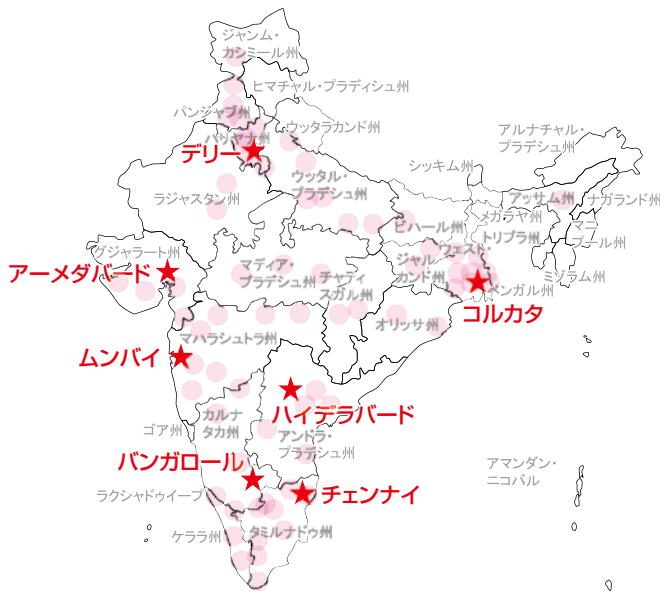 ジャンム・
カシミール州
ヒマチャル・プラディシュ州
パンジャブ州
ウッタラカンド州
ハリヤナ州
デリー
アルナチャル・
プラデシュ州
シッキム州
ウッタル・
プラデシュ州
ラジャスタン州
アッサム州
ナガランド州
メガラヤ州
ビハール州
トリプラ州
マニ
プール州
グジャラート州
ウェスト・
ベンガル州
ジャル
カンド州
アーメダバード
マディア・
プラデシュ州
チャティ
スガル州
ミゾラム州
コルカタ
オリッサ州
マハラシュトラ州
ムンバイ
ハイデラバード
カルナ
タカ州
ゴア州
アンドラ・
プラデシュ州
バンガロール
アマンダン・
ニコバル
ラクシャドゥイープ
チェンナイ
ケララ州
タミルナドゥ州